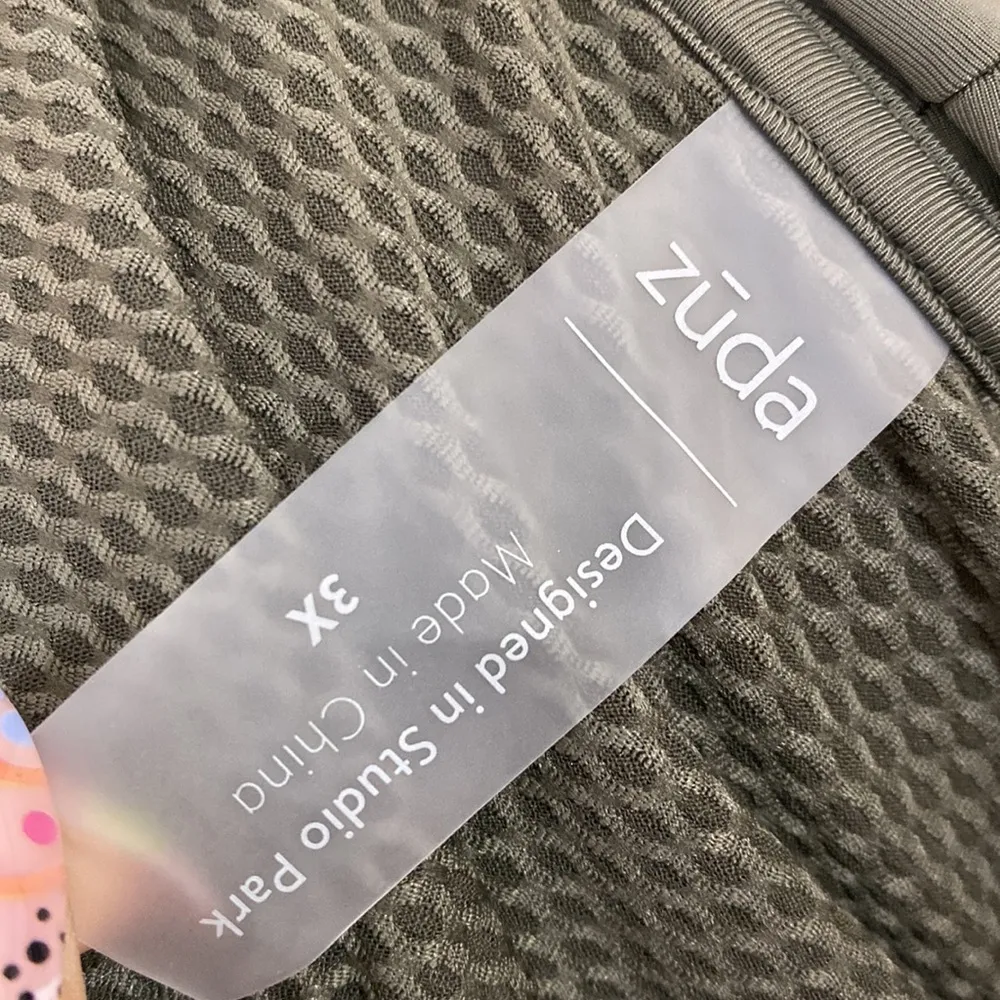 zūda
Designed in Studio Park
Made in China
3X